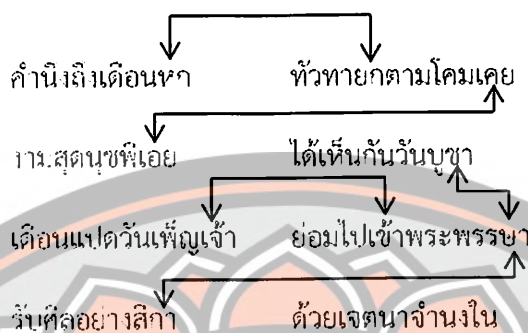 คำนึงถึงเดือนหก ทั่วทายกตามโคมเคย
งามสุดนุชพี่เอย ได้เห็นกันวันบูชา
เดือนแปดวันเพ็ญเจ้า ย่อมไปเข้าพระพรรษา
รับศีลอย่างสิกา ด้วยเจตนาจำนงใน